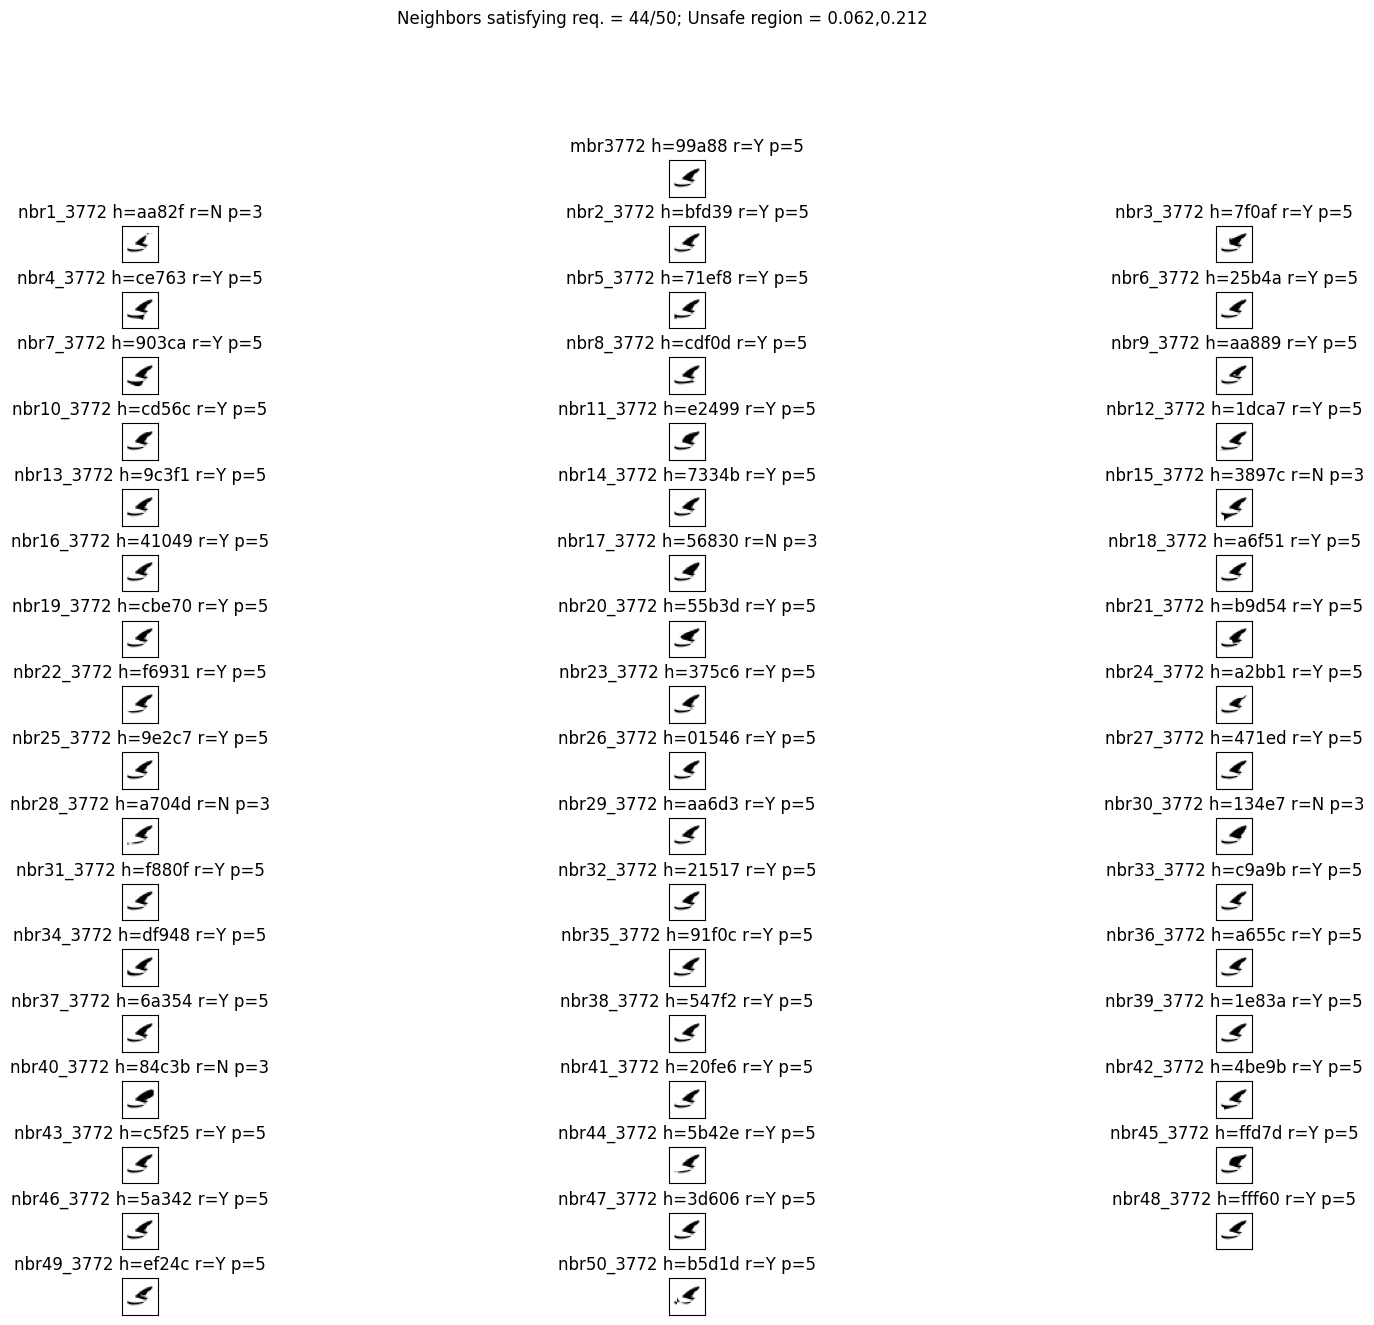 Neighbors satisfying req. = 44/50; Unsafe region = 0.062,0.212
mbr3772 h=99a88 r=Y p=5
nbr1_3772 h=aa82f r=N p=3
nbr2_3772 h=bfd39 r=Y p=5
nbr3_3772 h=7f0af r=Y p=5
nbr4_3772 h=ce763 r=Y p=5
nbr5_3772 h=71ef8 r=Y p=5
nbr6_3772 h=25b4a r=Y p=5
nbr7_3772 h=903ca r=Y p=5
nbr8_3772 h=cdf0d r=Y p=5
nbr9_3772 h=aa889 r=Y p=5
nbr10_3772 h=cd56c r=Y p=5
nbr11_3772 h=e2499 r=Y p=5
nbr12_3772 h=1dca7 r=Y p=5
nbr13_3772 h=9c3f1 r=Y p=5
nbr14_3772 h=7334b r=Y p=5
nbr15_3772 h=3897c r=N p=3
nbr16_3772 h=41049 r=Y p=5
nbr17_3772 h=56830 r=N p=3
nbr18_3772 h=a6f51 r=Y p=5
nbr19_3772 h=cbe70 r=Y p=5
nbr20_3772 h=55b3d r=Y p=5
nbr21_3772 h=b9d54 r=Y p=5
nbr22_3772 h=f6931 r=Y p=5
nbr23_3772 h=375c6 r=Y p=5
nbr24_3772 h=a2bb1 r=Y p=5
nbr25_3772 h=9e2c7 r=Y p=5
nbr26_3772 h=01546 r=Y p=5
nbr27_3772 h=471ed r=Y p=5
nbr28_3772 h=a704d r=N p=3
nbr29_3772 h=aa6d3 r=Y p=5
nbr30_3772 h=134e7 r=N p=3
nbr31_3772 h=f880f r=Y p=5
nbr32_3772 h=21517 r=Y p=5
nbr33_3772 h=c9a9b r=Y p=5
nbr34_3772 h=df948 r=Y p=5
nbr35_3772 h=91f0c r=Y p=5
nbr36_3772 h=a655c r=Y p=5
nbr37_3772 h=6a354 r=Y p=5
nbr38_3772 h=547f2 r=Y p=5
nbr39_3772 h=1e83a r=Y p=5
nbr40_3772 h=84c3b r=N p=3
nbr41_3772 h=20fe6 r=Y p=5
nbr42_3772 h=4be9b r=Y p=5
nbr43_3772 h=c5f25 r=Y p=5
nbr44_3772 h=5b42e r=Y p=5
nbr45_3772 h=ffd7d r=Y p=5
nbr46_3772 h=5a342 r=Y p=5
nbr47_3772 h=3d606 r=Y p=5
nbr48_3772 h=fff60 r=Y p=5
nbr49_3772 h=ef24c r=Y p=5
nbr50_3772 h=b5d1d r=Y p=5